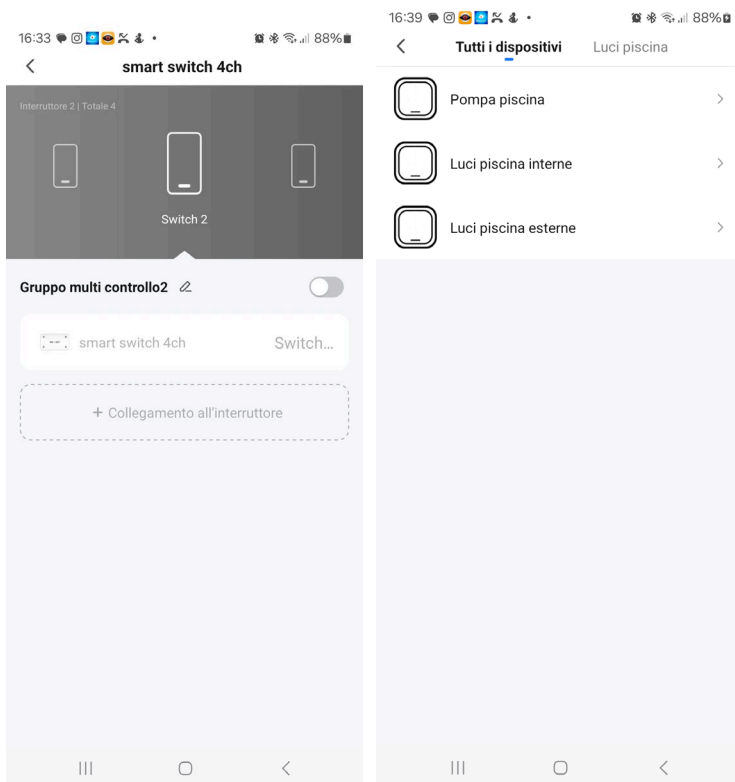 16:33
88%
smart switch 4ch
Interruttore 2 | Totale 4
Switch 2
Gruppo multi controllo2
smart switch 4ch Switch...
+ Collegamento all'interruttore
16:39
88%
Tutti i dispositivi Luci piscina
Pompa piscina
Luci piscina interne
Luci piscina esterne